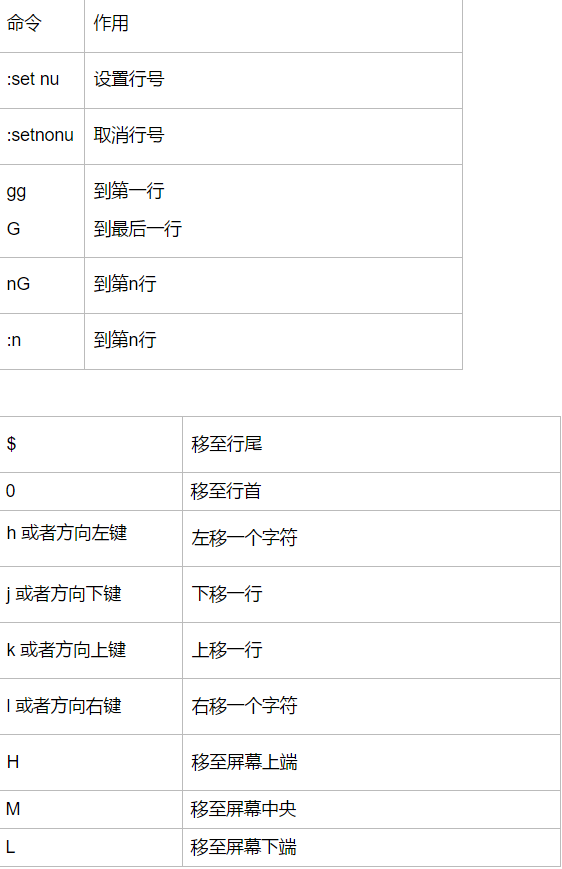 命令 作用
:set nu 设置行号
:setnonu 取消行号
gg 到第一行
G 到最后一行
nG 到第n行
:n 到第n行
$ 移至行尾
0 移至行首
h 或者方向左键 左移一个字符
j 或者方向下键 下移一行
k 或者方向上键 上移一行
l 或者方向右键 右移一个字符
H 移至屏幕上端
M 移至屏幕中央
L 移至屏幕下端